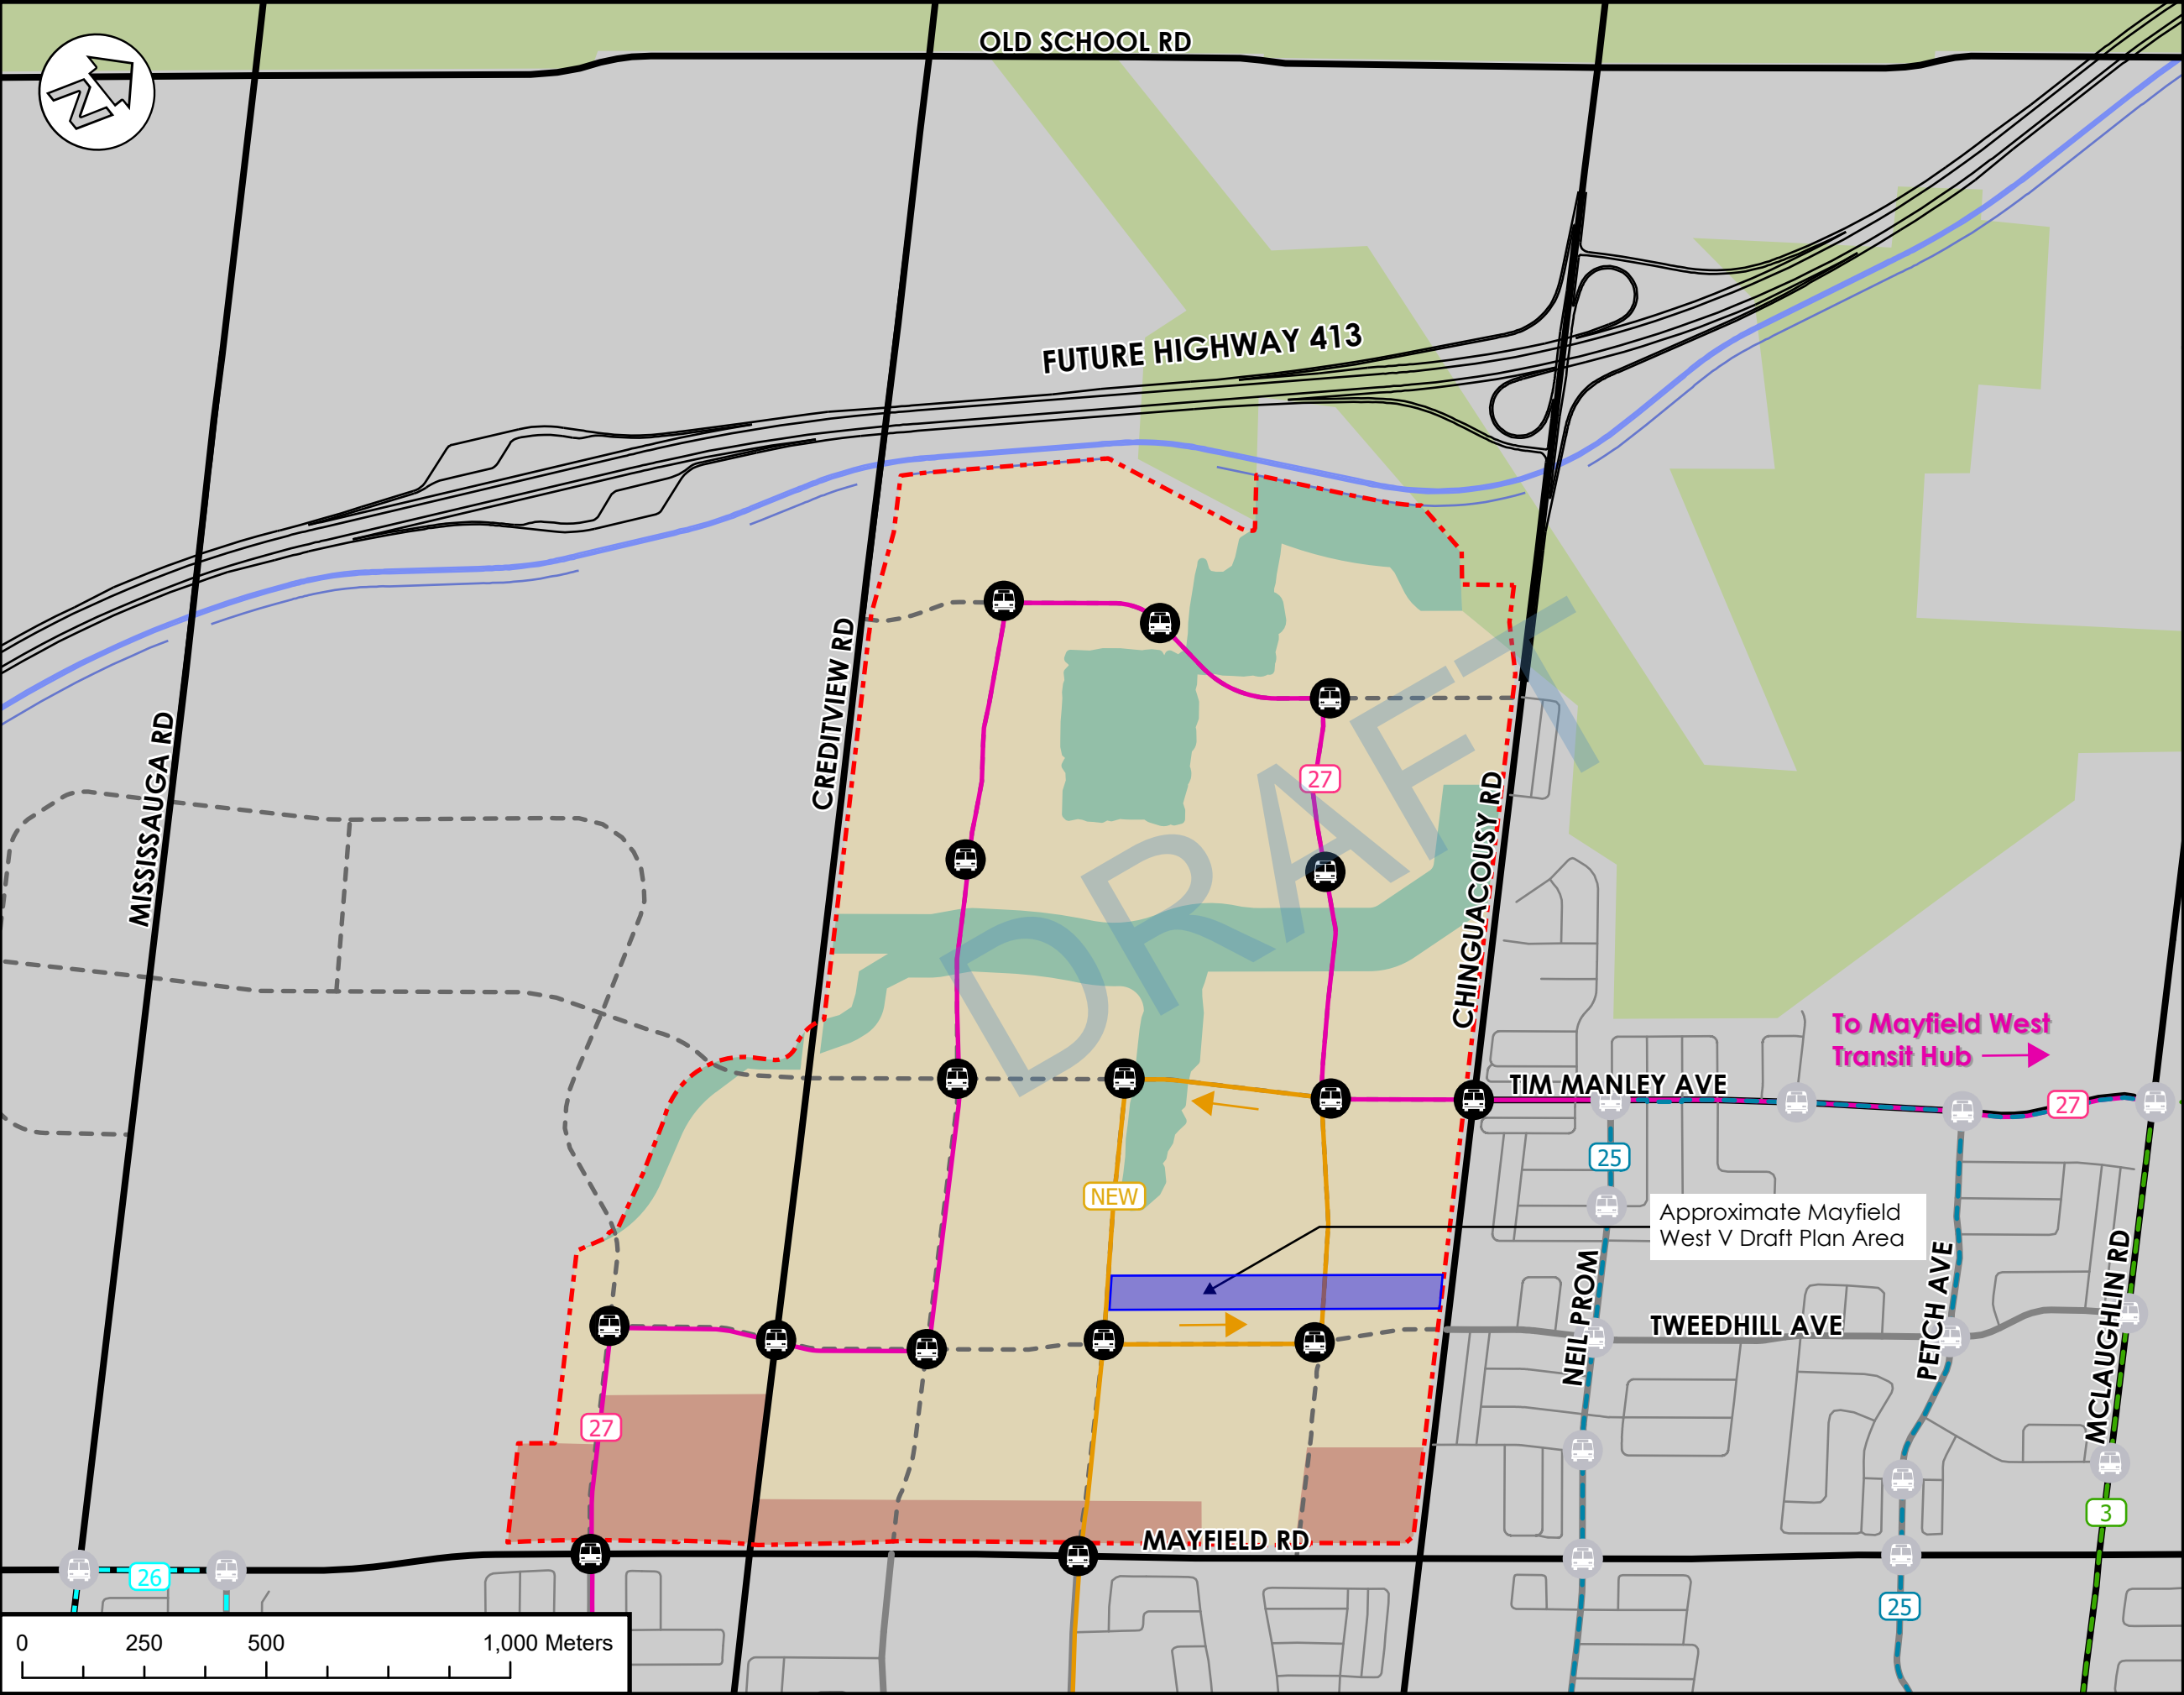 OLD SCHOOL RD
N
FUTURE HIGHWAY 413
CREDITVIEW RD
MISSISSAUGA RD
27
CHINGUACOUSY RD
DRAFT
To Mayfield West
Transit Hub
TIM MANLEY AVE
27
25
NEW
Approximate Mayfield
West V Draft Plan Area
NEIL PROM
TWEEDHILL AVE
PETCH AVE
MCLAUGHLIN RD
27
3
MAYFIELD RD
26
25
0 250 500 1,000 Meters